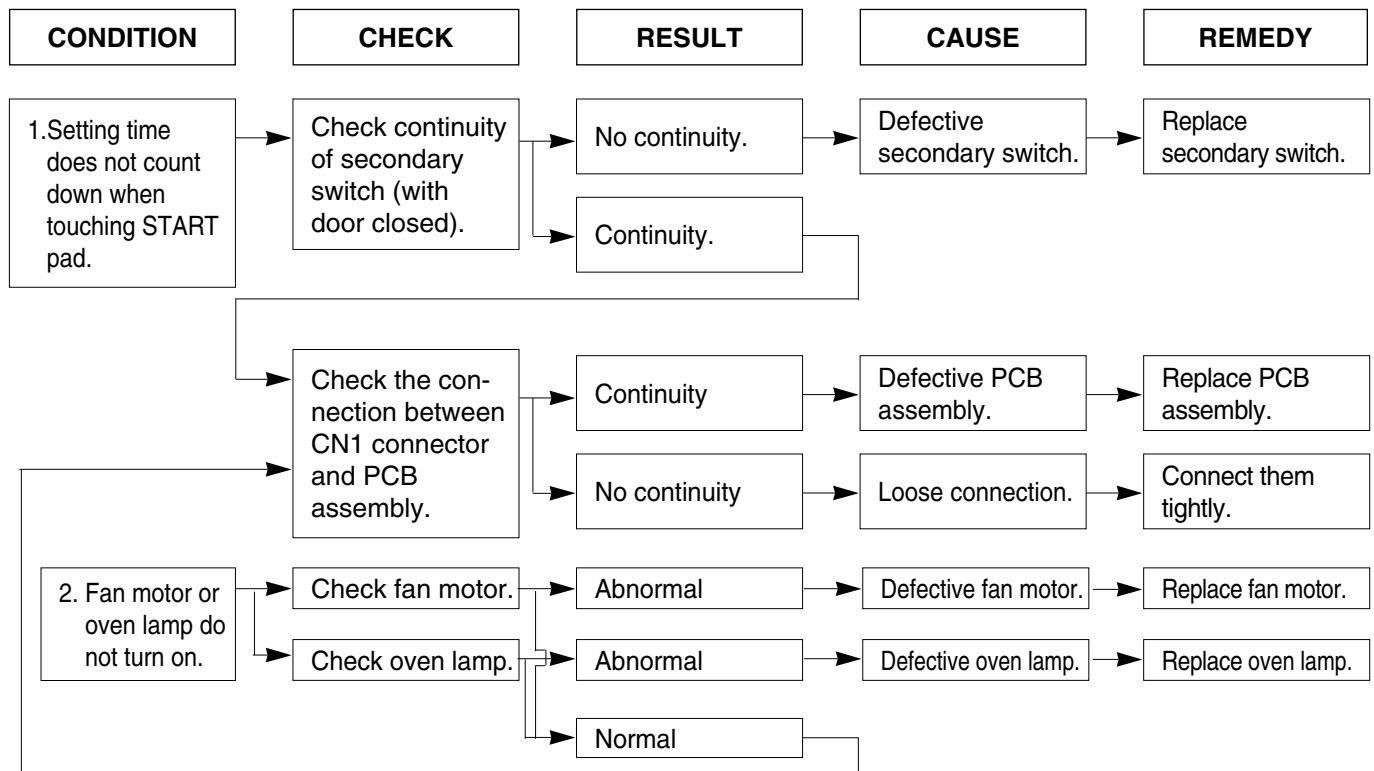 CONDITION
CHECK
RESULT
CAUSE
REMEDY
1.Setting time
does not count
down when
touching START
pad.
Check continuity
of secondary
switch (with
door closed).
No continuity.
Defective
secondary switch.
Replace
secondary switch.
Continuity.
Check the con-
nection between
CN1 connector
and PCB
assembly.
Continuity
Defective PCB
assembly.
Replace PCB
assembly.
No continuity
Loose connection.
Connect them
tightly.
2. Fan motor or
oven lamp do
not turn on.
Check fan motor.
Abnormal
Defective fan motor.
Replace fan motor.
Check oven lamp.
Abnormal
Defective oven lamp.
Replace oven lamp.
Normal